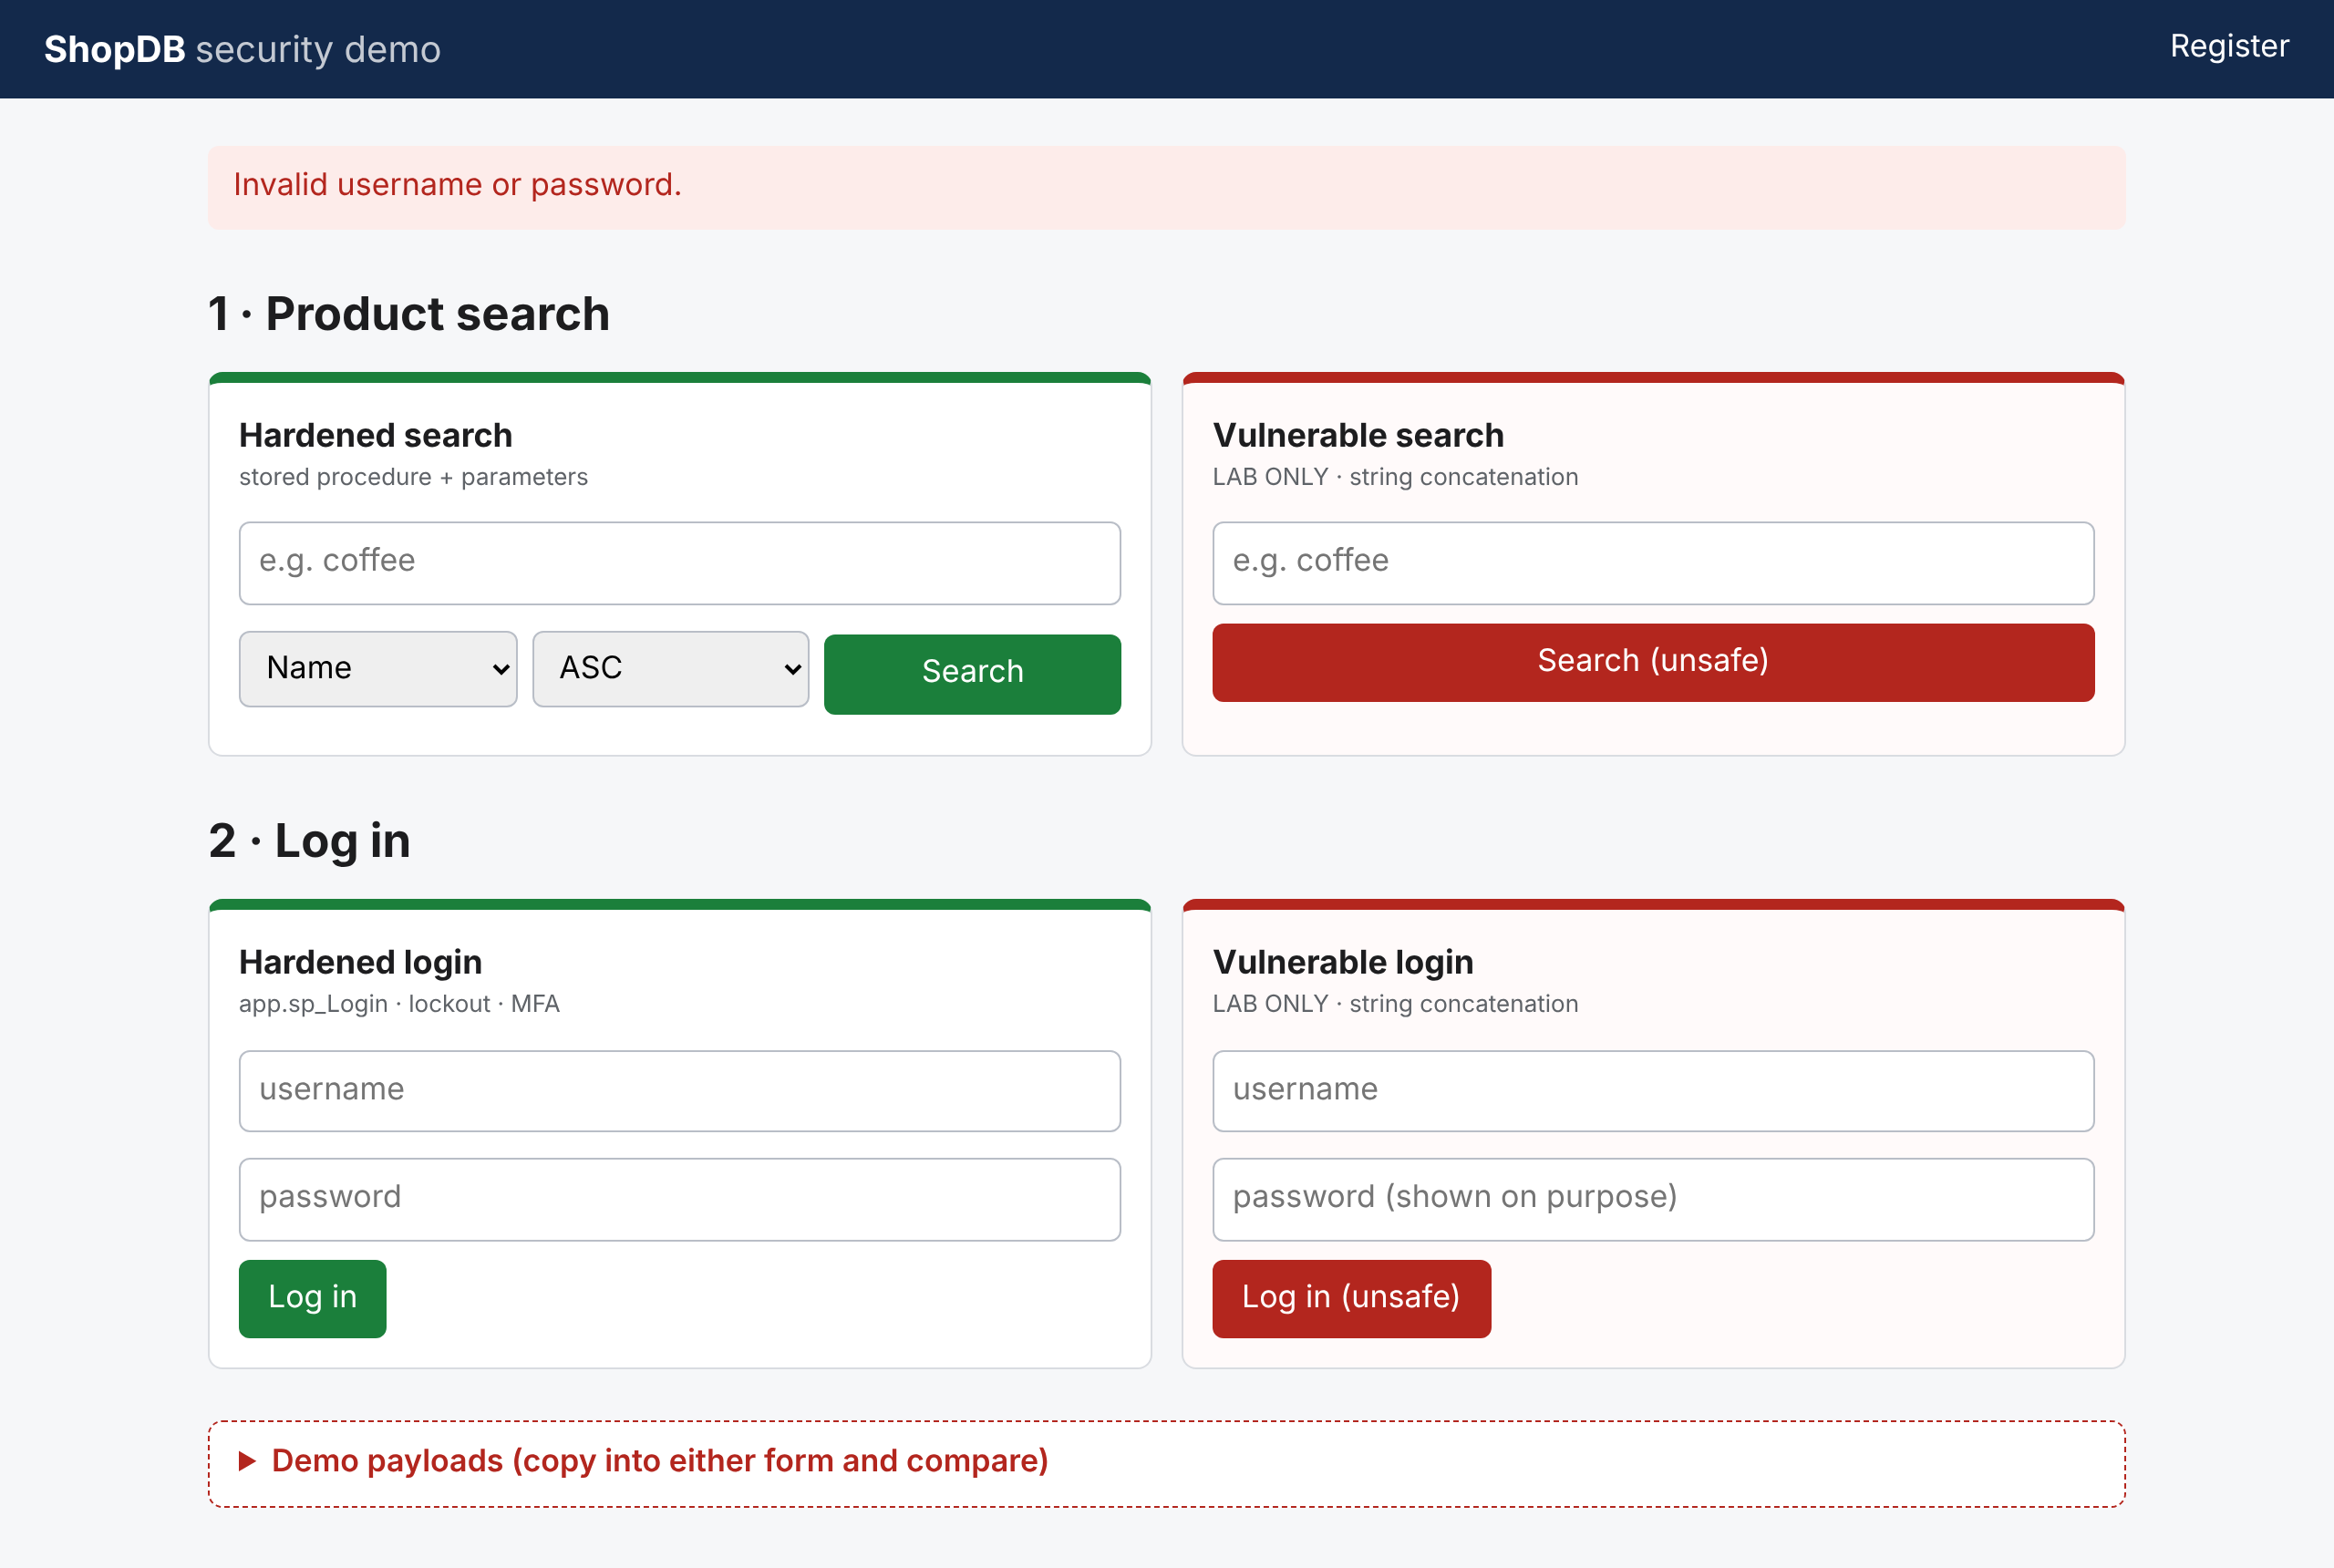 ShopDB security demo
Register
Invalid username or password.
1 · Product search
Hardened search
stored procedure + parameters
e.g. coffee
Name
ASC
Search
Vulnerable search
LAB ONLY · string concatenation
e.g. coffee
Search (unsafe)
2 · Log in
Hardened login
app.sp_Login · lockout · MFA
username
password
Log in
Vulnerable login
LAB ONLY · string concatenation
username
password (shown on purpose)
Log in (unsafe)
Demo payloads (copy into either form and compare)